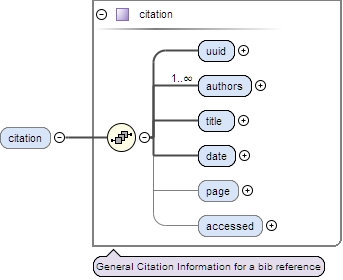 citation
uuid
1..∞
authors
title
citation
date
page
accessed
General Citation Information for a bib reference